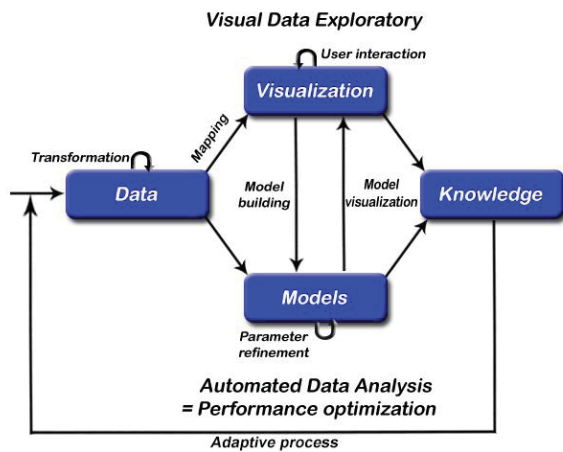 Visual Data Exploratory
User interaction
Visualization
Mapping
Transformation
Data
Model
building
Model
visualization
Knowledge
Models
Parameter
refinement
Automated Data Analysis
= Performance optimization
Adaptive process